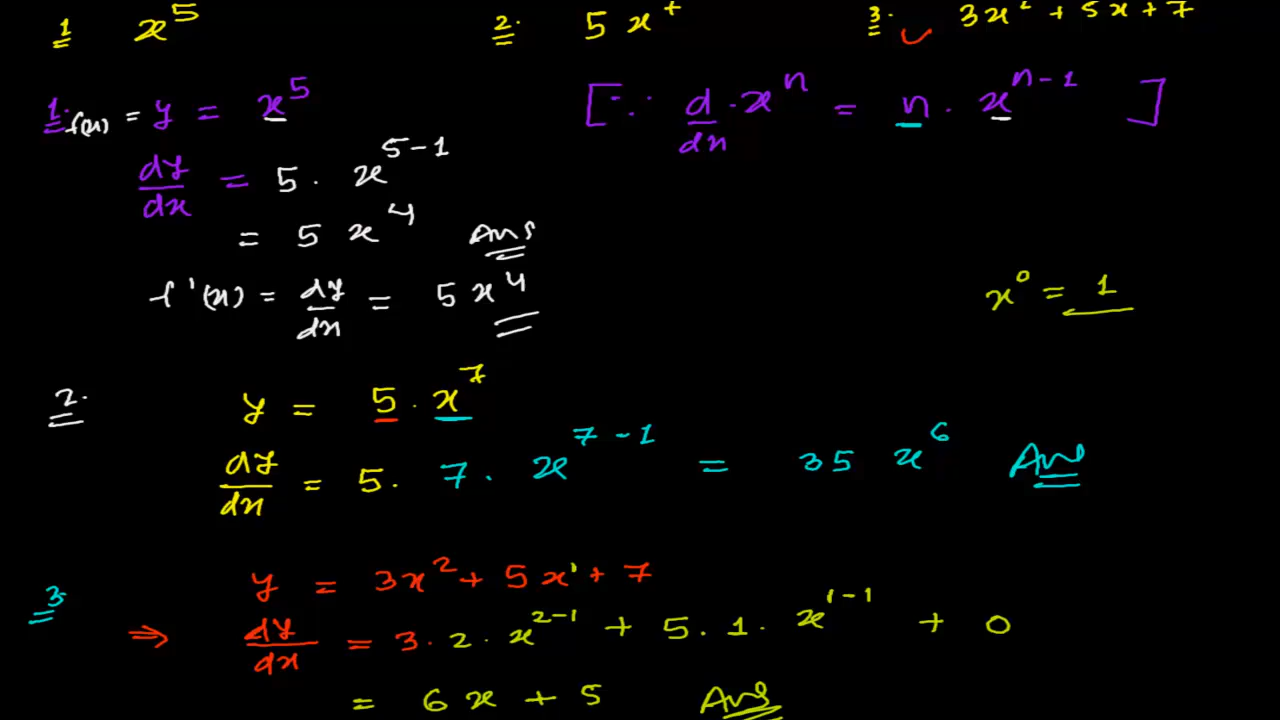 1. x^5 2. 5x^7 3. 3x^2 + 5x + 7
1. f(x) = y = x^5 [∵ d/dx · x^n = n · x^(n-1)]
dy/dx = 5 · x^(5-1)
= 5 x^4 Ans
f'(x) = dy/dx = 5x^4
x^0 = 1
2. y = 5 · x^7
dy/dx = 5 · 7 · x^(7-1) = 35 x^6 Ans
3. y = 3x^2 + 5x^1 + 7
⇒ dy/dx = 3 · 2 · x^(2-1) + 5 · 1 · x^(1-1) + 0
= 6x + 5 Ans